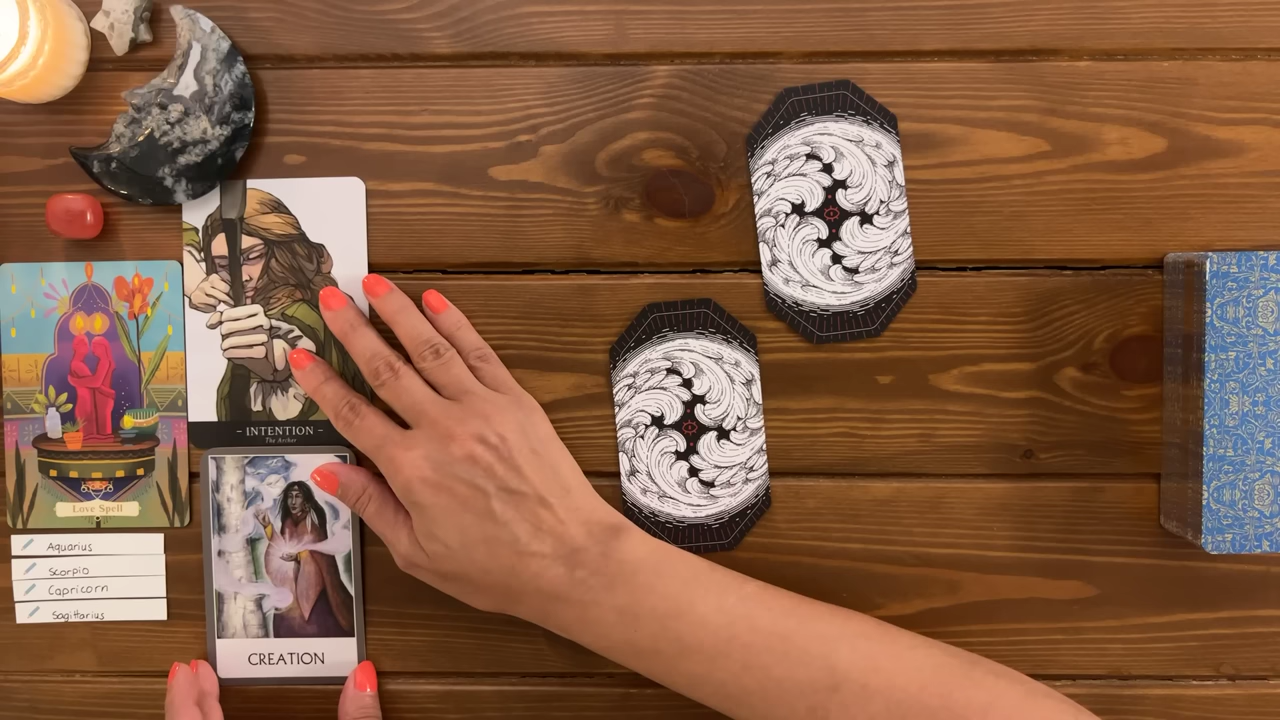 - INTENTION -
The Archer
Love Spell
Aquarius
Scorpio
Capricorn
Sagittarius
CREATION